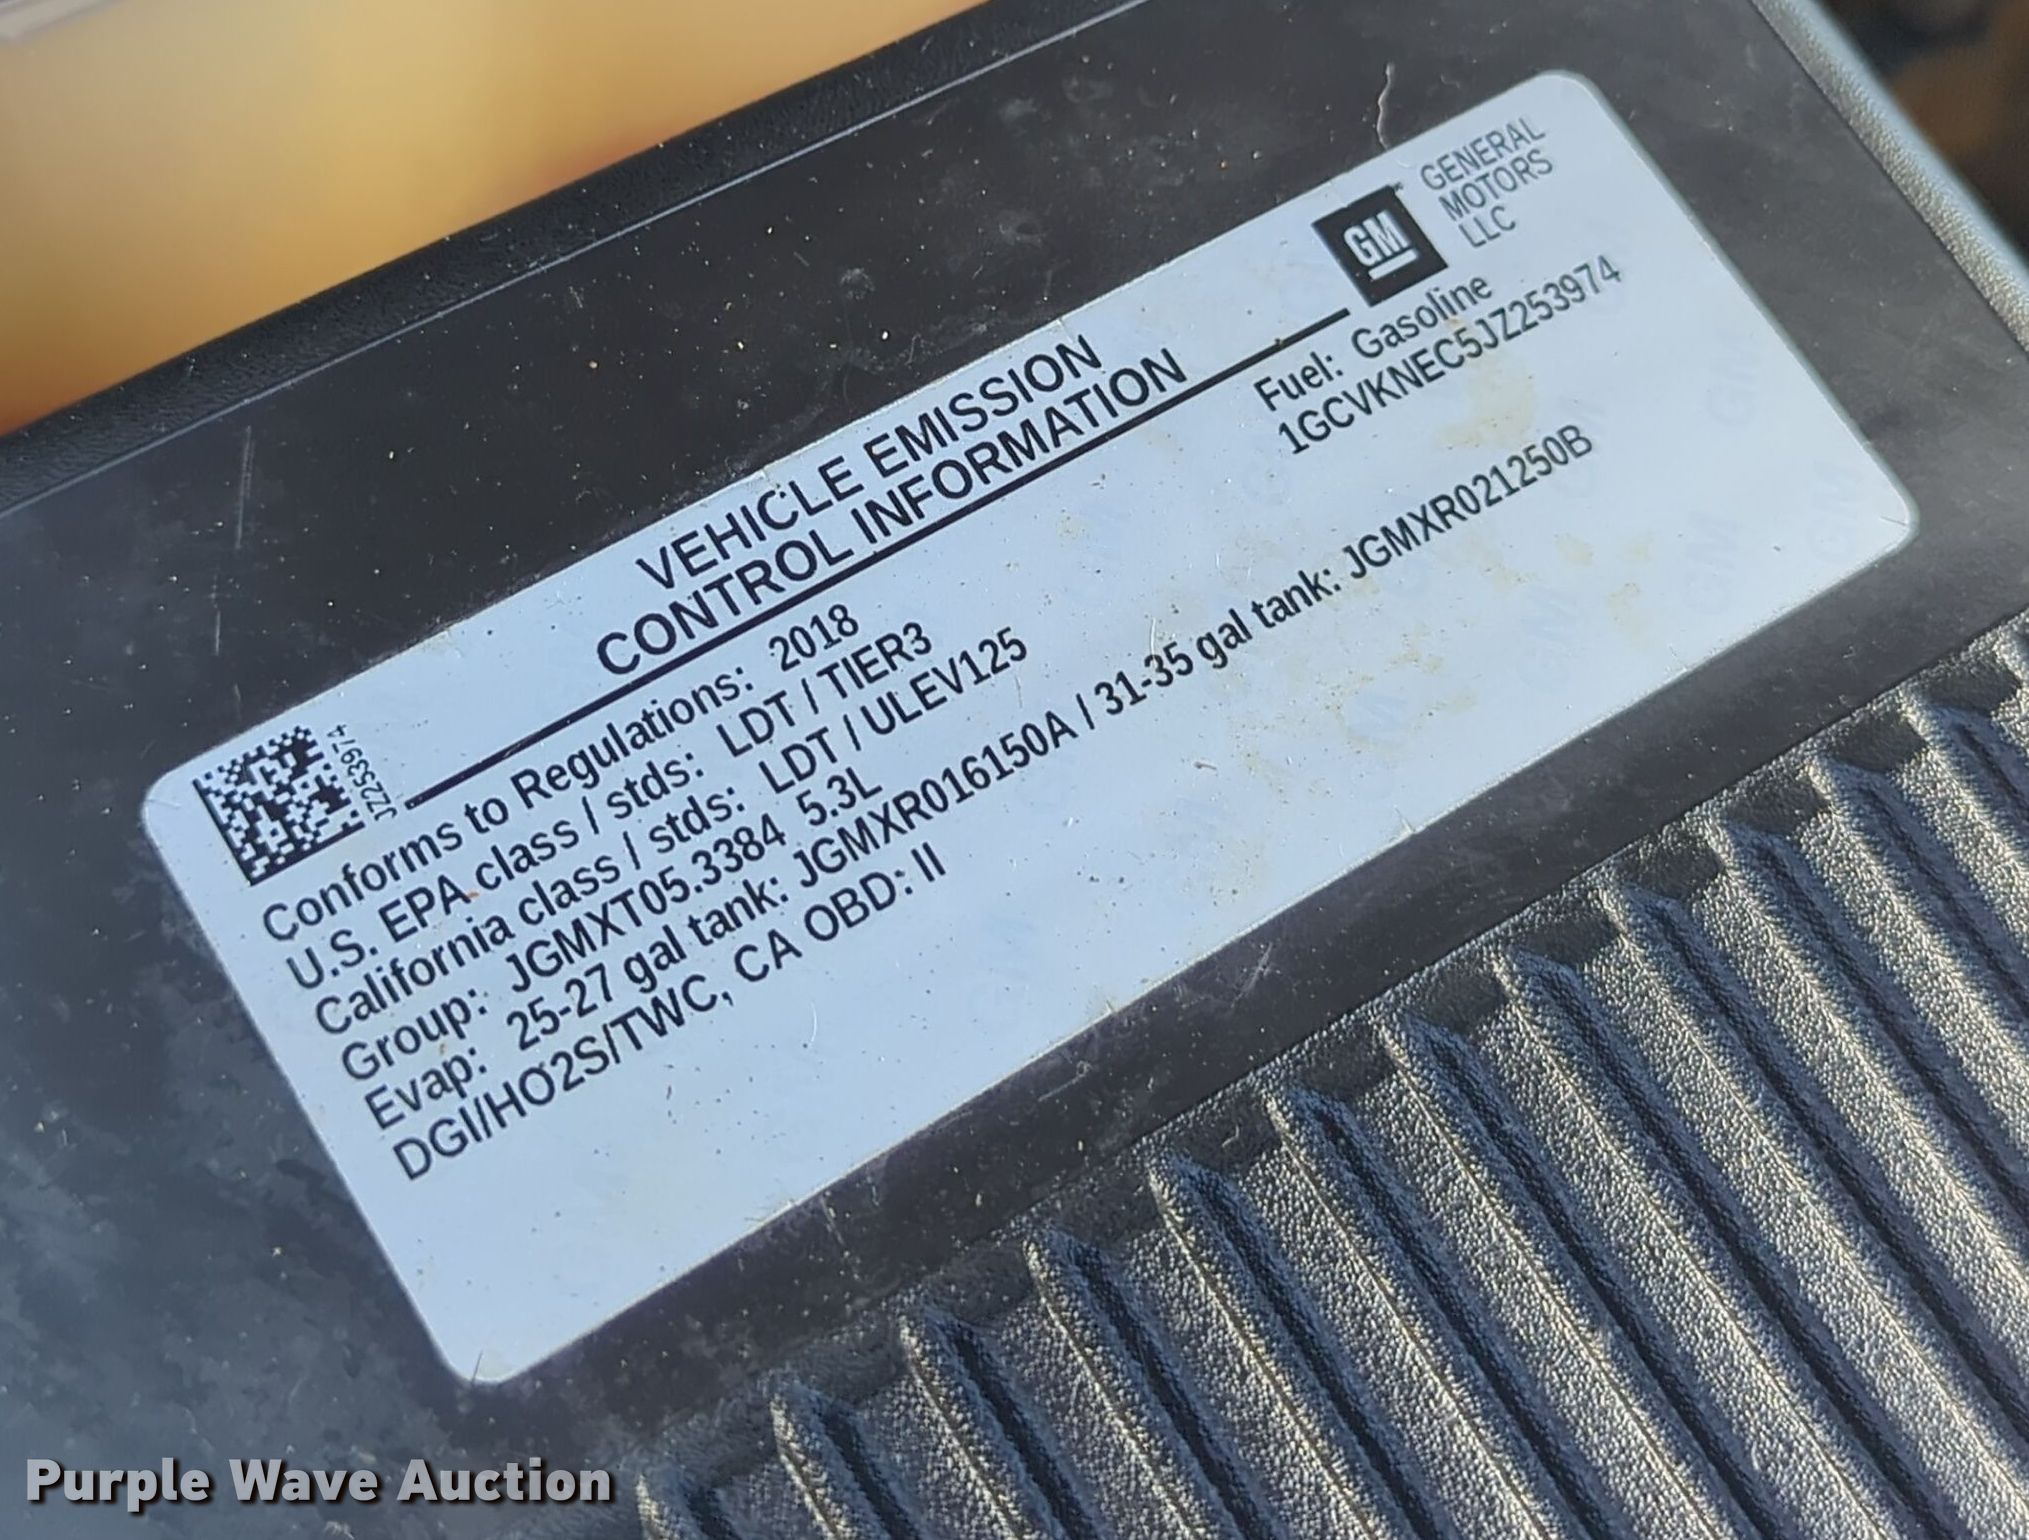 GM
GENERAL
MOTORS
LLC
VEHICLE EMISSION
CONTROL INFORMATION
JZ253974
Conforms to Regulations: 2018
Fuel: Gasoline
U.S. EPA class / stds: LDT / TIER3
1GCVKNEC5JZ253974
California class / stds: LDT / ULEV125
Group: JGMXT05.3384 5.3L
Evap: 25-27 gal tank: JGMXR016150A / 31-35 gal tank: JGMXR021250B
DGI/HO2S/TWC, CA OBD: II
Purple Wave Auction